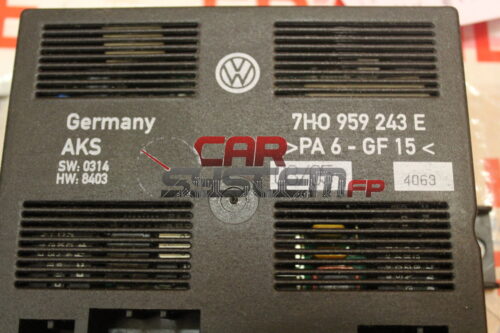 Germany
AKS
SW: 0314
HW: 8403
7H0 959 243 E
>PA 6 - GF 15<
4063
CAR
SYSTEM FP